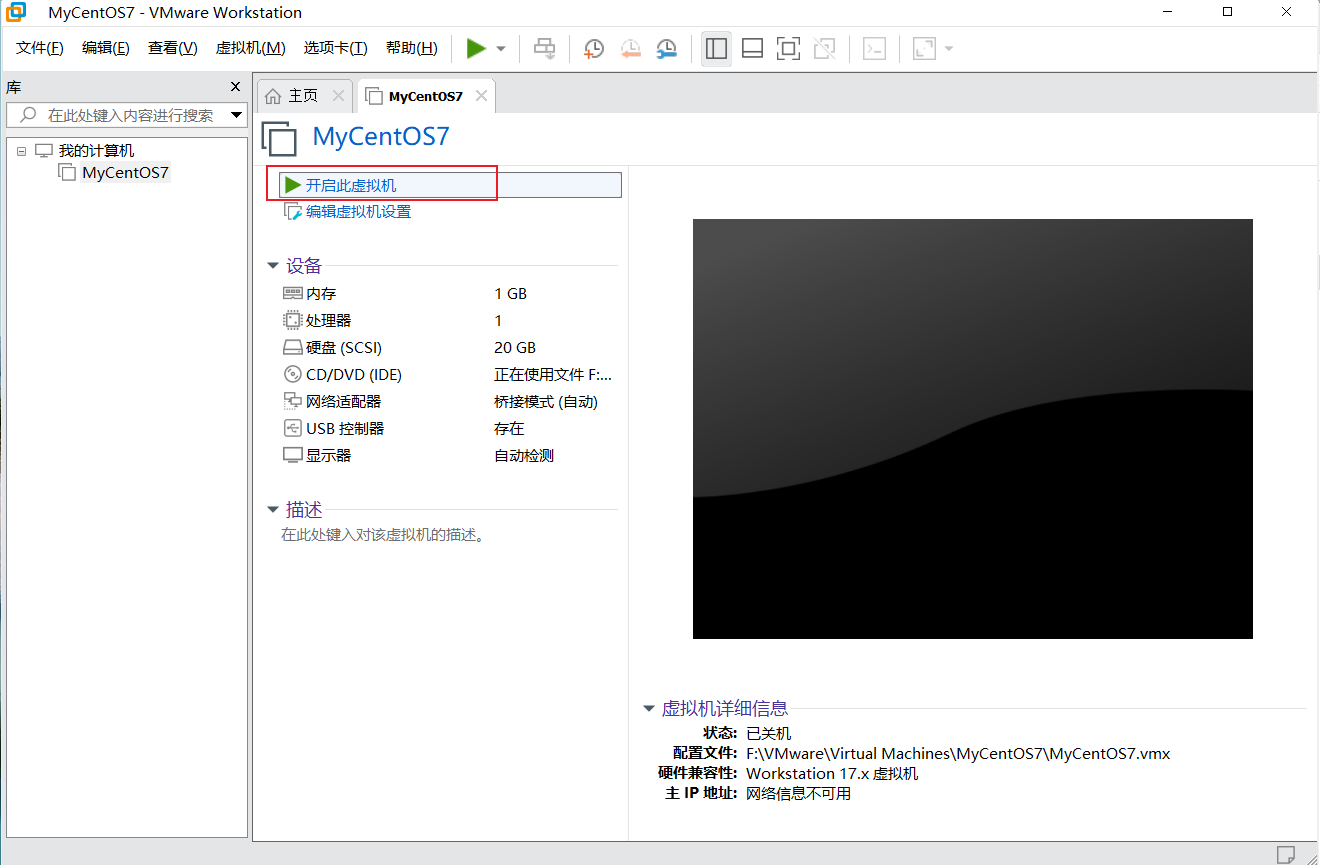 MyCentOS7 - VMware Workstation
文件(F) 编辑(E) 查看(V) 虚拟机(M) 选项卡(T) 帮助(H)
库
在此处键入内容进行搜索
我的计算机
MyCentOS7
主页 MyCentOS7
MyCentOS7
开启此虚拟机
编辑虚拟机设置
设备
内存 1 GB
处理器 1
硬盘 (SCSI) 20 GB
CD/DVD (IDE) 正在使用文件 F:...
网络适配器 桥接模式 (自动)
USB 控制器 存在
显示器 自动检测
描述
在此处键入对该虚拟机的描述。
虚拟机详细信息
状态: 已关机
配置文件: F:\VMware\Virtual Machines\MyCentOS7\MyCentOS7.vmx
硬件兼容性: Workstation 17.x 虚拟机
主 IP 地址: 网络信息不可用